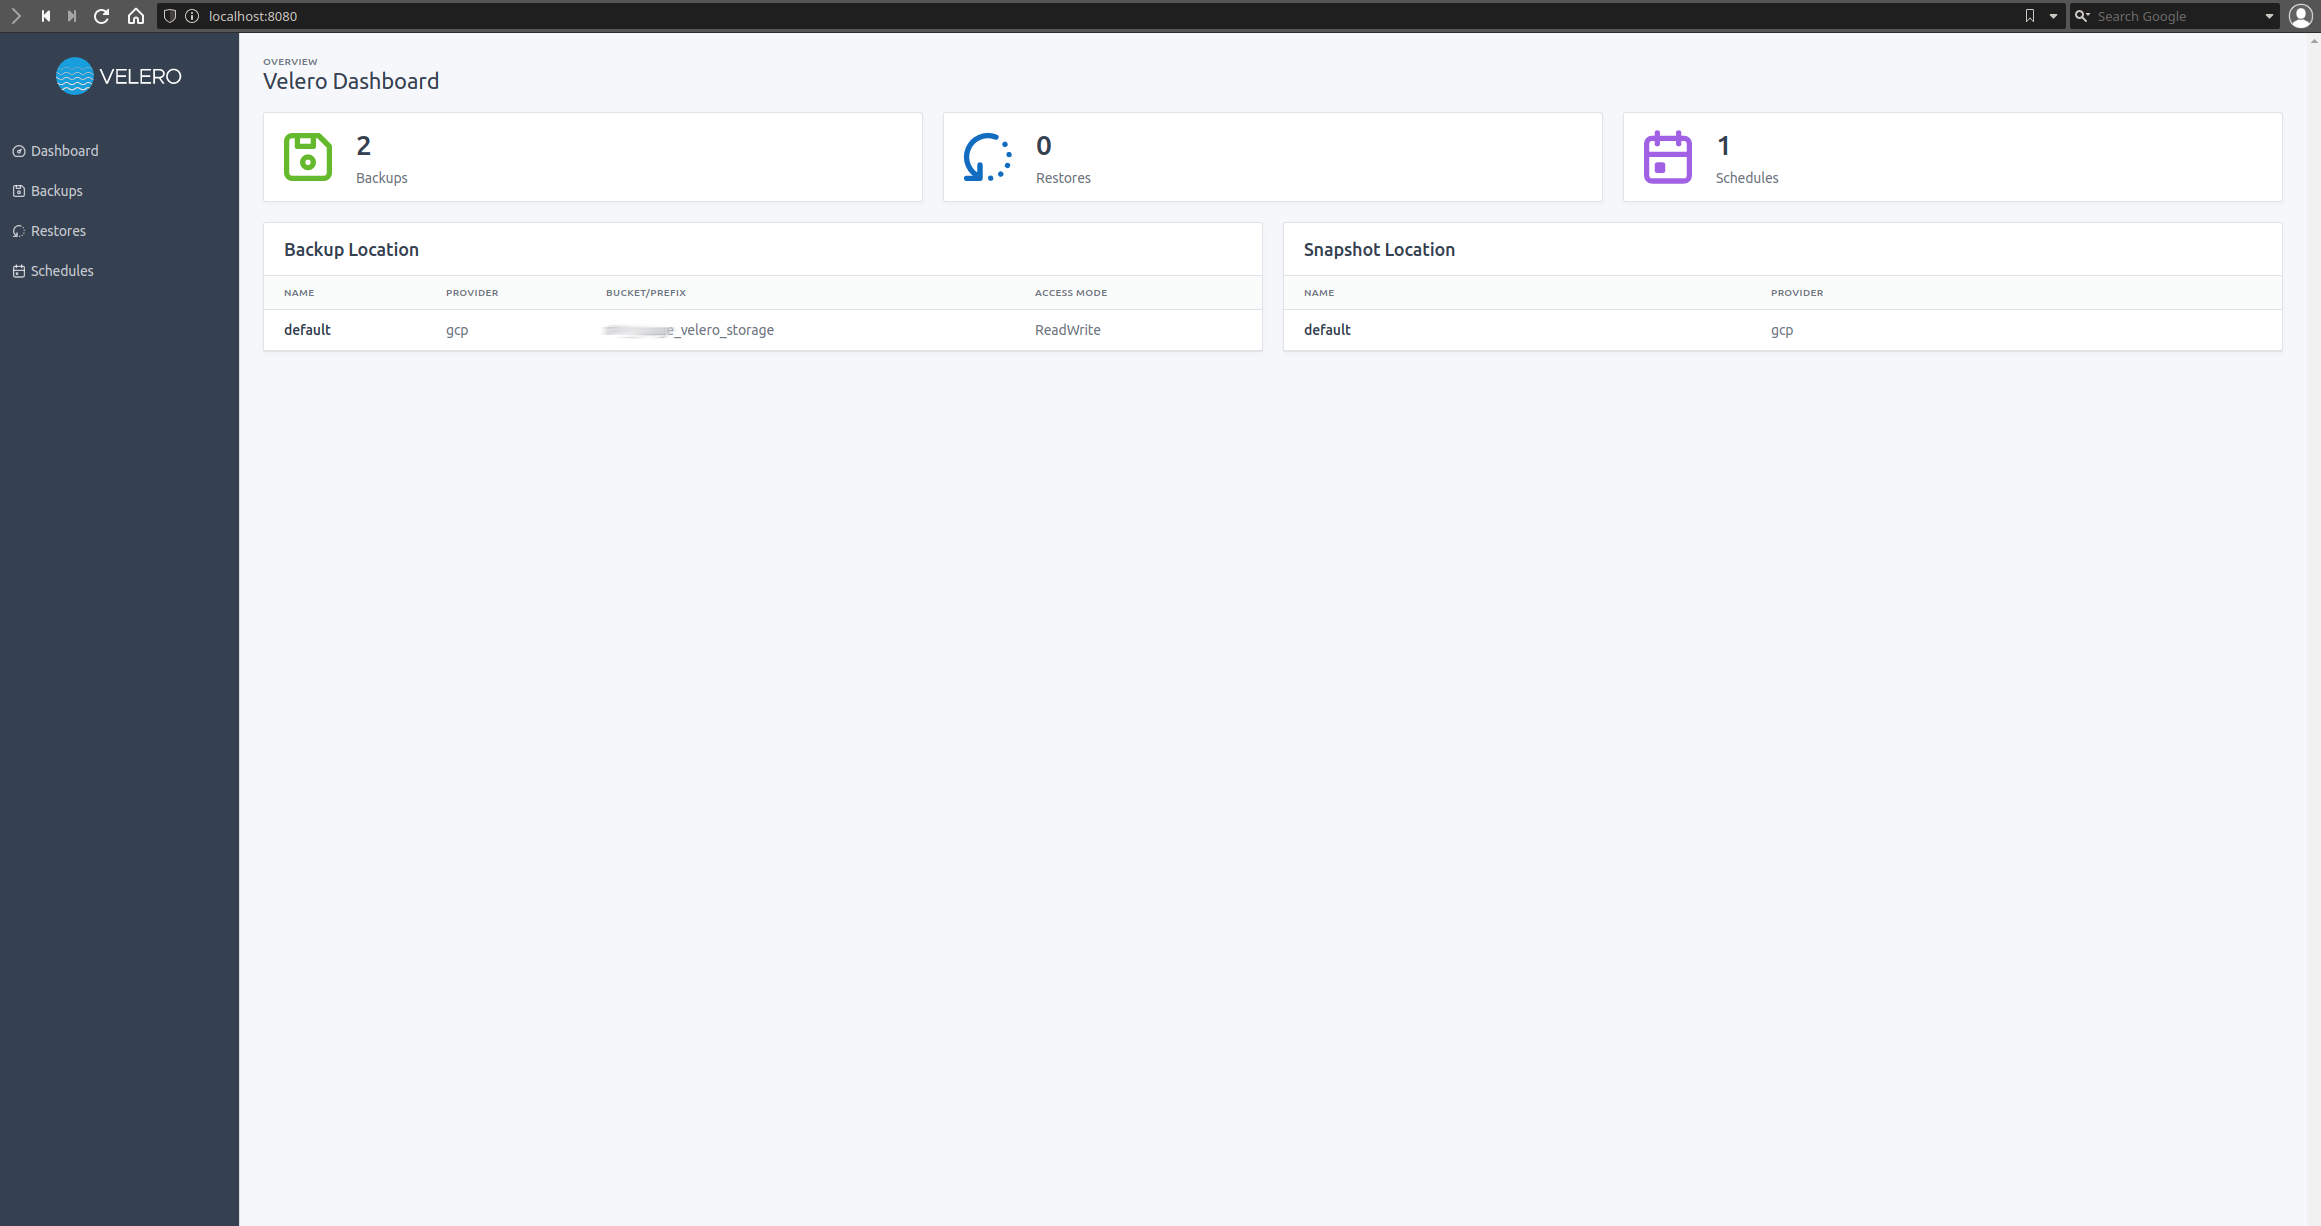 localhost:8080
Search Google
VELERO
Dashboard
Backups
Restores
Schedules
OVERVIEW
Velero Dashboard
2
Backups
0
Restores
1
Schedules
Backup Location
NAME PROVIDER BUCKET/PREFIX ACCESS MODE
default gcp e_velero_storage ReadWrite
Snapshot Location
NAME PROVIDER
default gcp